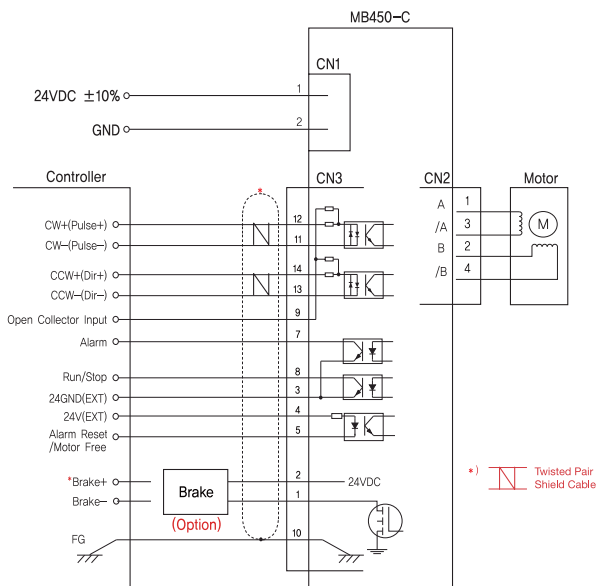 MB450-C
CN1
24VDC ±10%
1
GND
2
Controller
*
CN3
CN2
Motor
CW+(Pulse+)
12
CW-(Pulse-)
11
CCW+(Dir+)
14
CCW-(Dir-)
13
Open Collector Input
9
Alarm
7
Run/Stop
8
24GND(EXT)
3
24V(EXT)
4
Alarm Reset
/Motor Free
5
*Brake+
2
24VDC
Brake-
1
Brake
(Option)
FG
10
A
1
/A
3
B
2
/B
4
M
*) Twisted Pair
Shield Cable